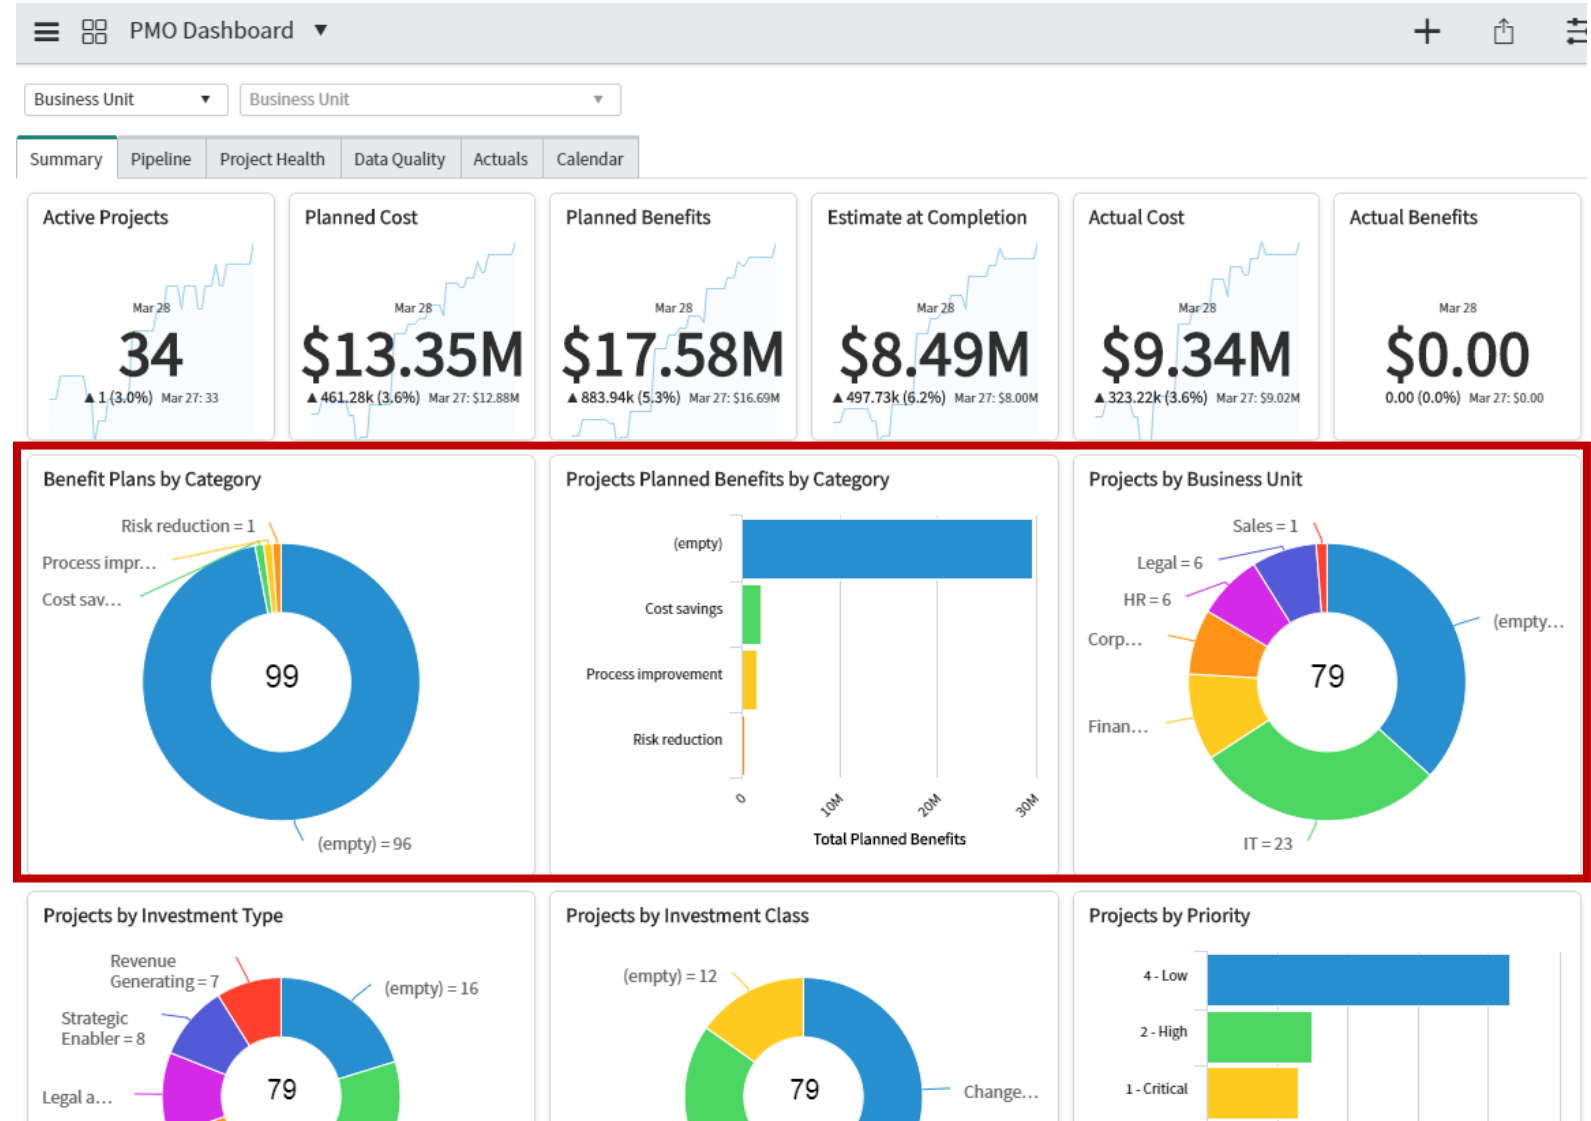 PMO Dashboard ▼
Business Unit ▼ Business Unit ▼
Summary Pipeline Project Health Data Quality Actuals Calendar
Active Projects
Mar 28
34
▲ 1 (3.0%) Mar 27: 33
Planned Cost
Mar 28
$13.35M
▲ 461.28k (3.6%) Mar 27: $12.88M
Planned Benefits
Mar 28
$17.58M
▲ 883.94k (5.3%) Mar 27: $16.69M
Estimate at Completion
Mar 28
$8.49M
▲ 497.73k (6.2%) Mar 27: $8.00M
Actual Cost
Mar 28
$9.34M
▲ 323.22k (3.6%) Mar 27: $9.02M
Actual Benefits
Mar 28
$0.00
0.00 (0.0%) Mar 27: $0.00
Benefit Plans by Category
Risk reduction = 1
Process impr...
Cost sav...
99
(empty) = 96
Projects Planned Benefits by Category
(empty)
Cost savings
Process improvement
Risk reduction
0 10M 20M 30M
Total Planned Benefits
Projects by Business Unit
Sales = 1
Legal = 6
HR = 6
(empty...
Corp...
79
Finan...
IT = 23
Projects by Investment Type
Revenue
Generating = 7
(empty) = 16
Strategic
Enabler = 8
79
Legal a...
Projects by Investment Class
(empty) = 12
79
Change...
Projects by Priority
4 - Low
2 - High
1 - Critical